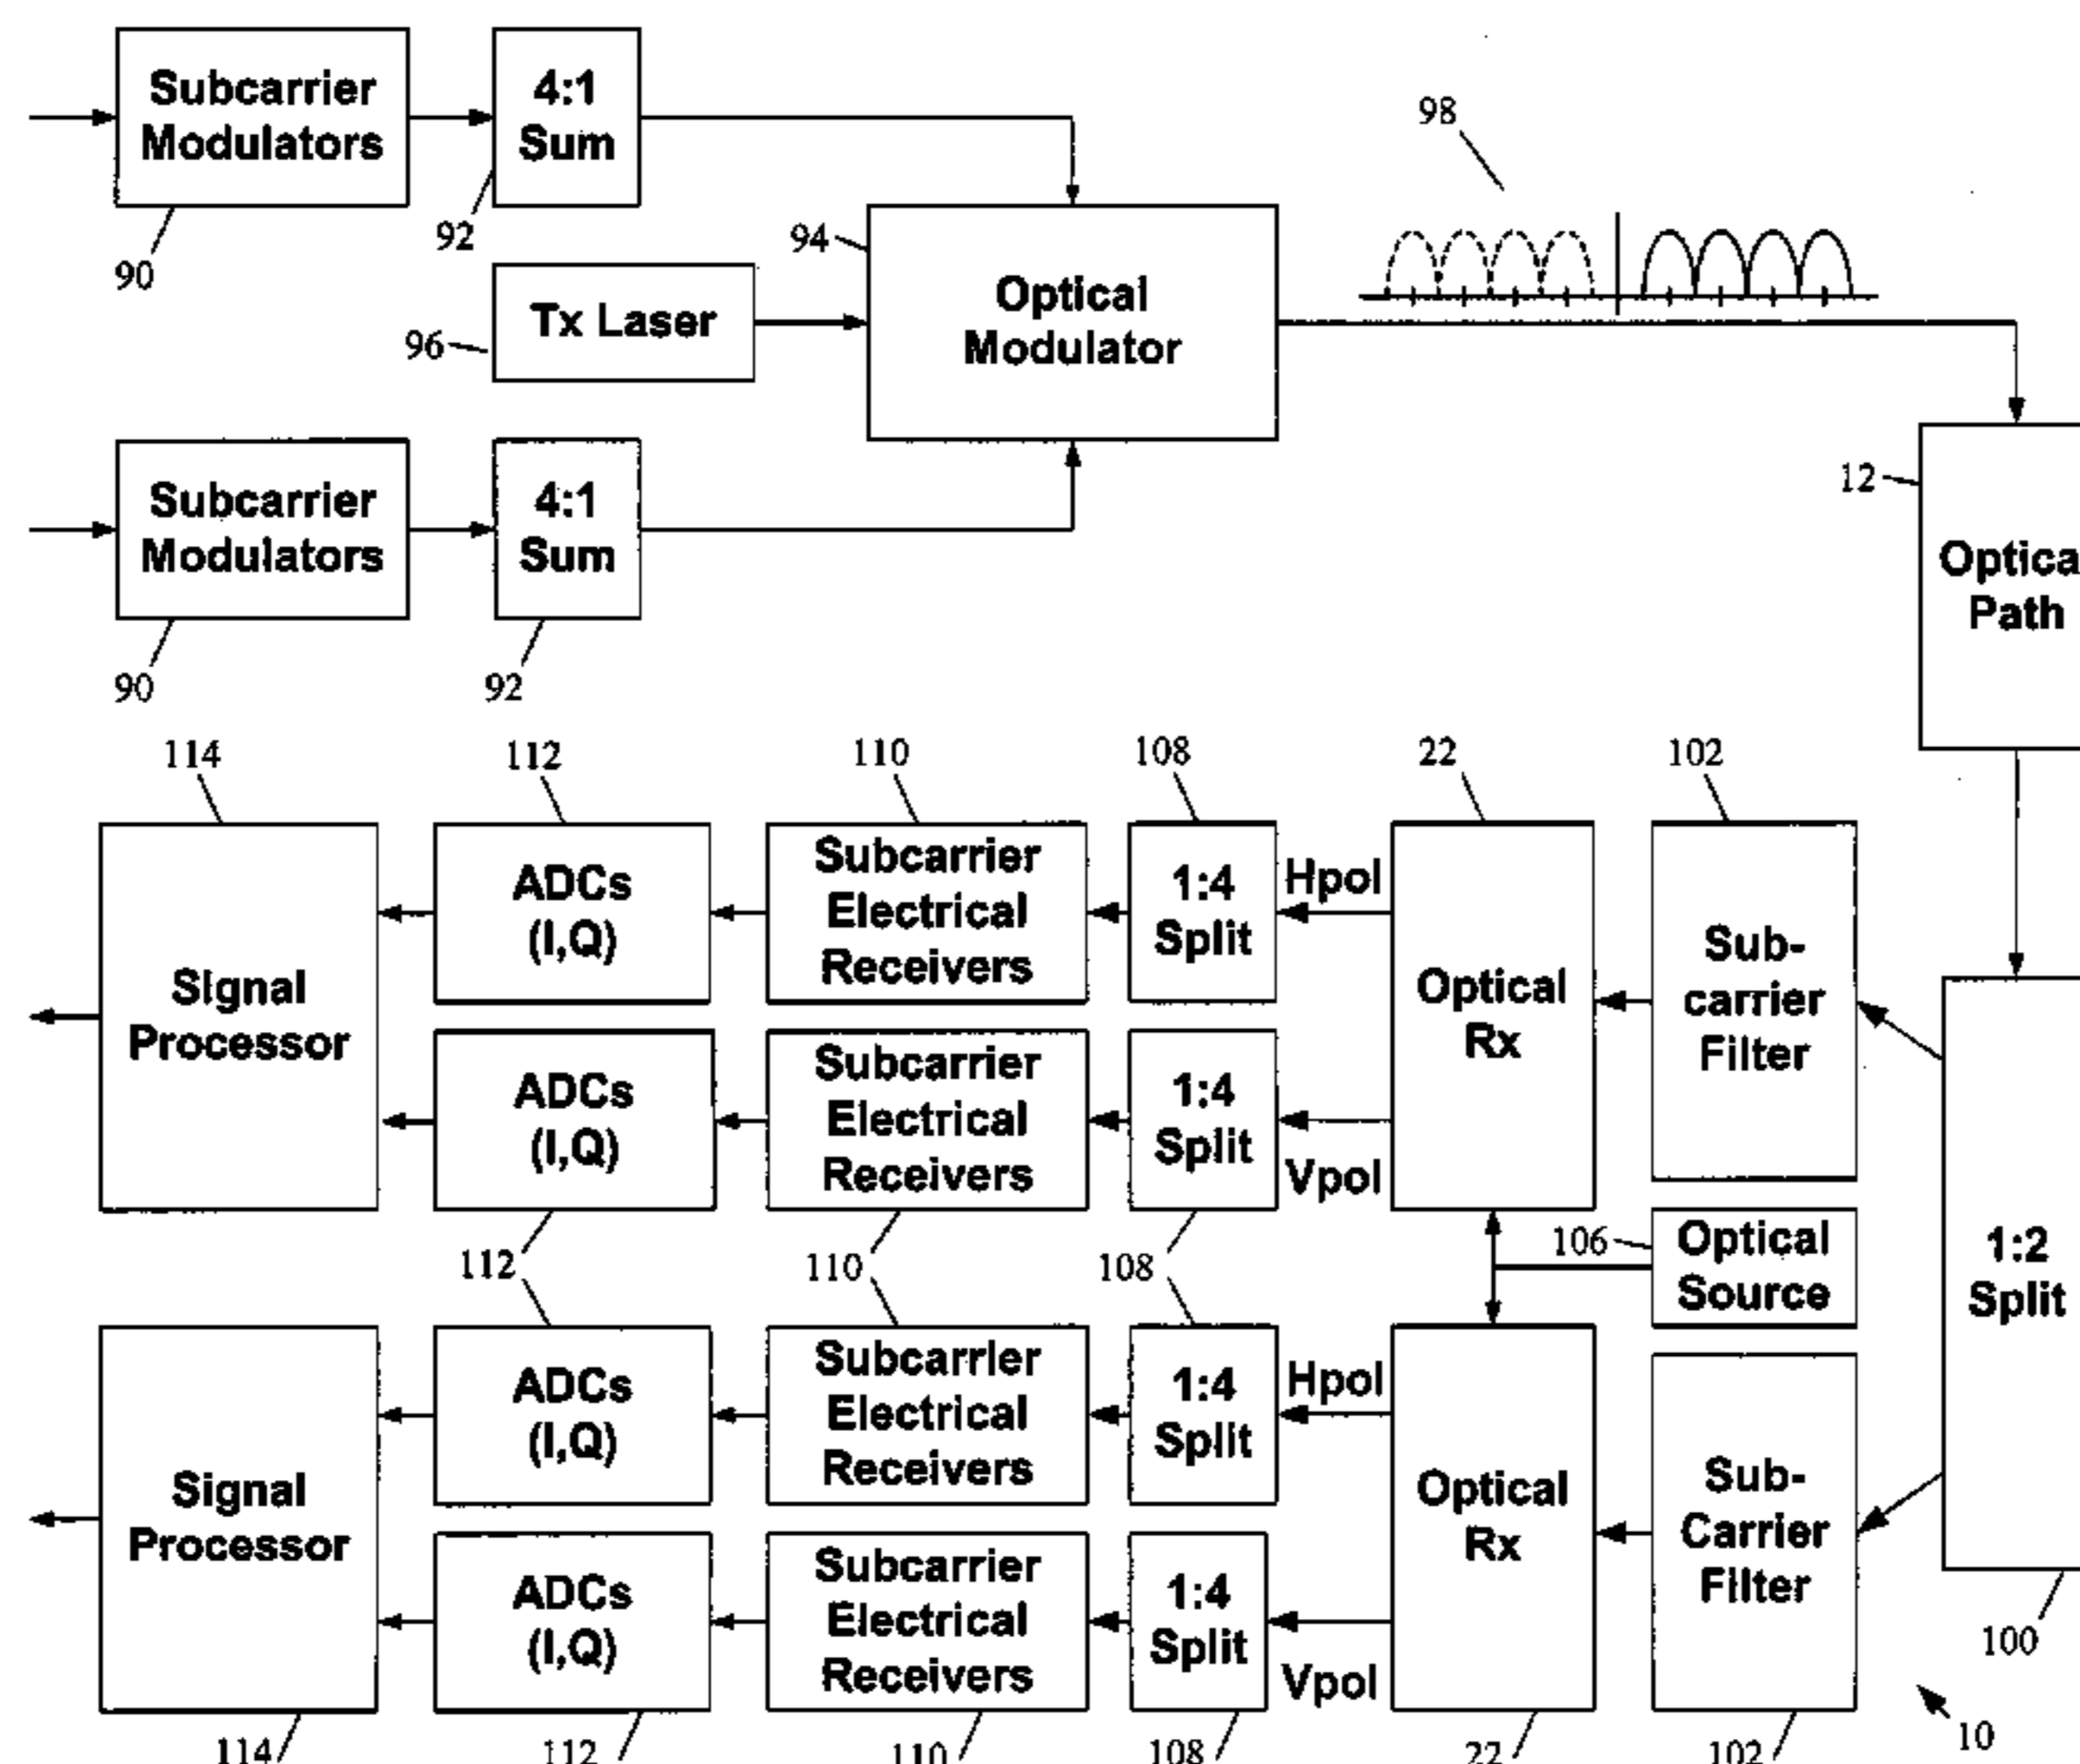 Subcarrier
Modulators
4:1
Sum
98
90
92
94
Optical
Modulator
Tx Laser
96
Subcarrier
Modulators
4:1
Sum
12
Optica
Path
90
92
114
112
110
108
22
102
Signal
Processor
ADCs
(I,Q)
Subcarrier
Electrical
Receivers
1:4
Split
Hpol
Optical
Rx
Sub-
carrier
Filter
ADCs
(I,Q)
Subcarrier
Electrical
Receivers
1:4
Split
Vpol
112
110
108
106
Optical
Source
1:2
Split
Signal
Processor
ADCs
(I,Q)
Subcarrier
Electrical
Receivers
1:4
Split
Hpol
Optical
Rx
Sub-
Carrier
Filter
ADCs
(I,Q)
Subcarrier
Electrical
Receivers
1:4
Split
Vpol
100
114
112
110
108
22
102
10